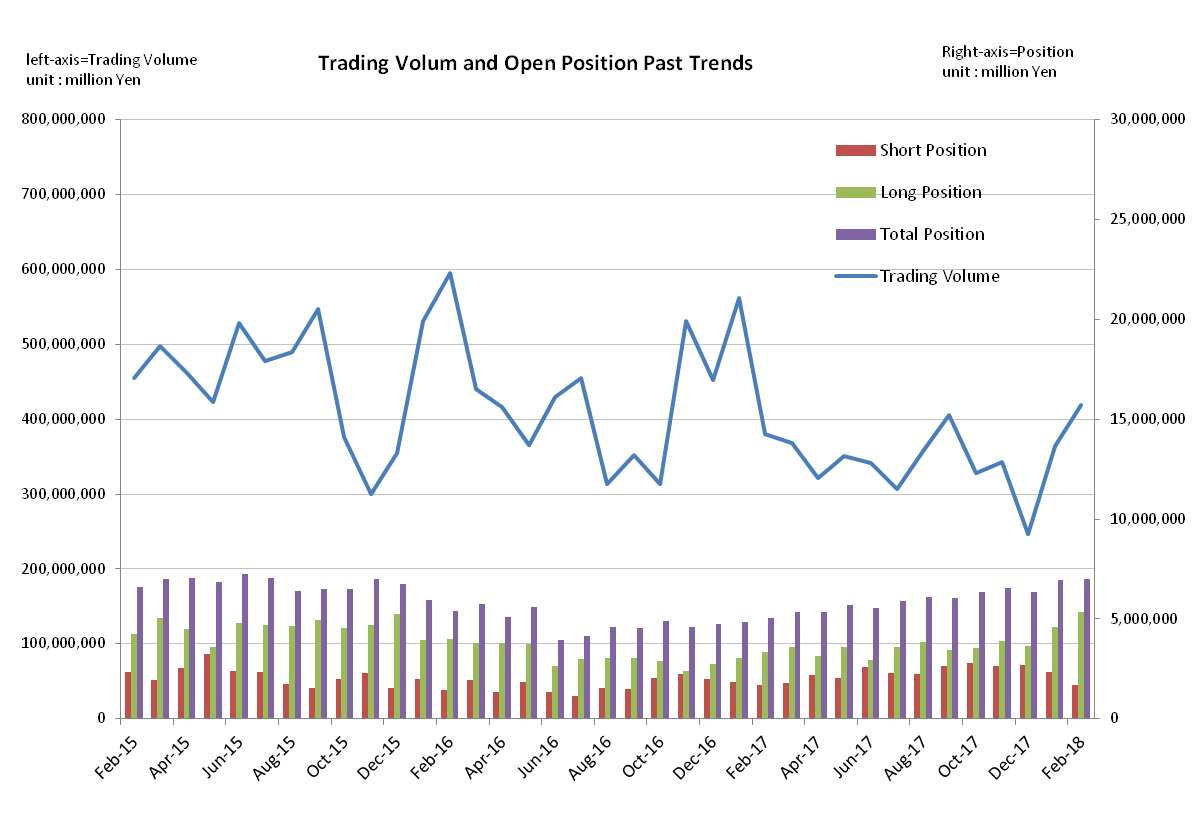 left-axis=Trading Volume
unit : million Yen
Trading Volum and Open Position Past Trends
Right-axis=Position
unit : million Yen
800,000,000
700,000,000
600,000,000
500,000,000
400,000,000
300,000,000
200,000,000
100,000,000
0
30,000,000
25,000,000
20,000,000
15,000,000
10,000,000
5,000,000
0
Short Position
Long Position
Total Position
Trading Volume
Feb-15
Apr-15
Jun-15
Aug-15
Oct-15
Dec-15
Feb-16
Apr-16
Jun-16
Aug-16
Oct-16
Dec-16
Feb-17
Apr-17
Jun-17
Aug-17
Oct-17
Dec-17
Feb-18